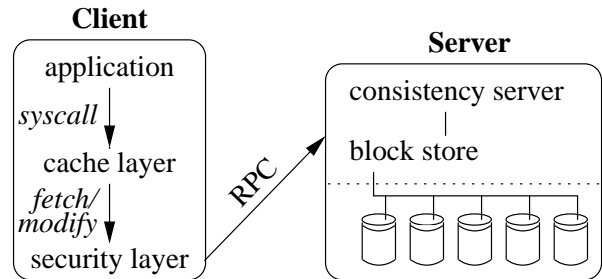 Client
application
syscall
cache layer
fetch/
modify
security layer
RPC
Server
consistency server
block store